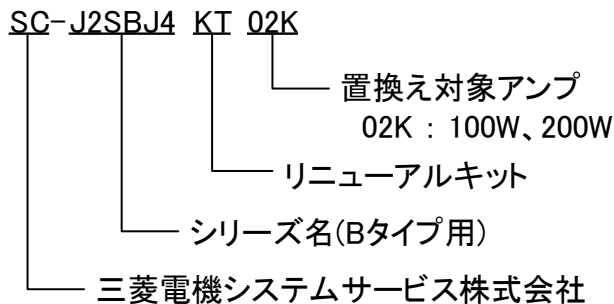 SC-J2SBJ4 KT 02K
置換え対象アンプ
02K : 100W、200W
リニューアルキット
シリーズ名(Bタイプ用)
三菱電機システムサービス株式会社